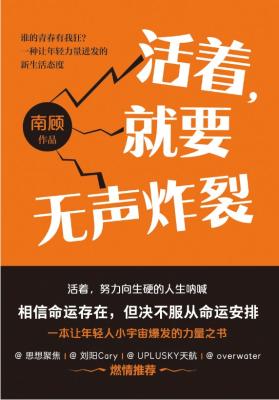 谁的青春有我狂?
一种让年轻力量迸发的
新生活态度
活着,
就要
无声炸裂
南顾
作品
活着,努力向生硬的人生呐喊
相信命运存在,但决不服从命运安排
一本让年轻人小宇宙爆发的力量之书
@ 思想聚焦 | @ 刘阳Cary | @ UPLUSKY天航 | @ overwater
燃情推荐